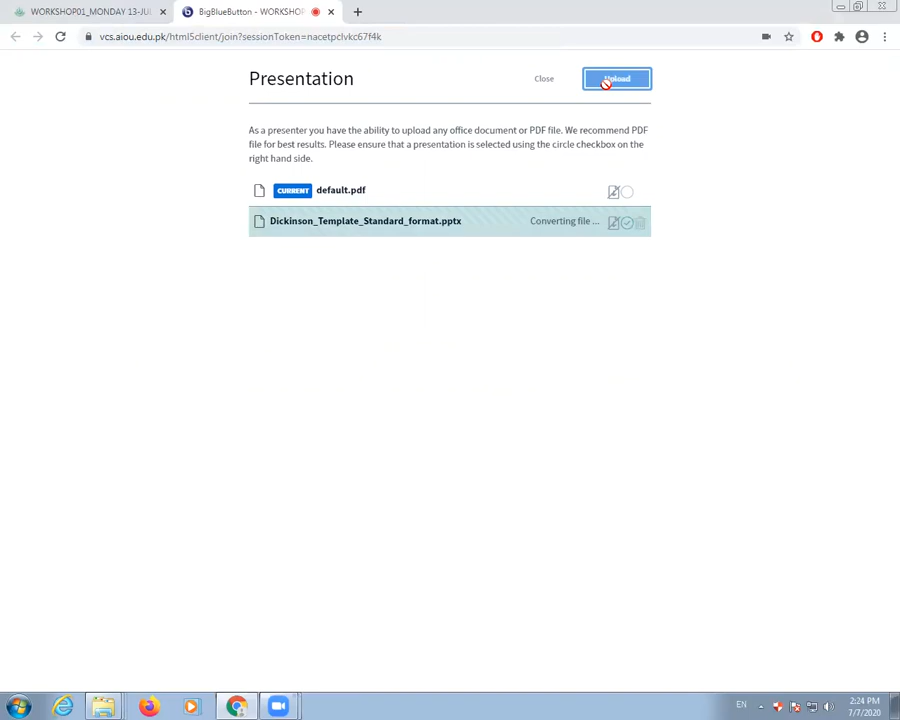 WORKSHOP01_MONDAY 13-JUL
BigBlueButton - WORKSHOP
vcs.aiou.edu.pk/html5client/join?sessionToken=nacetpclvkc67f4k
Presentation
Close
Upload
As a presenter you have the ability to upload any office document or PDF file. We recommend PDF
file for best results. Please ensure that a presentation is selected using the circle checkbox on the
right hand side.
CURRENT default.pdf
Dickinson_Template_Standard_format.pptx Converting file ...
EN
2:24 PM
7/7/2020